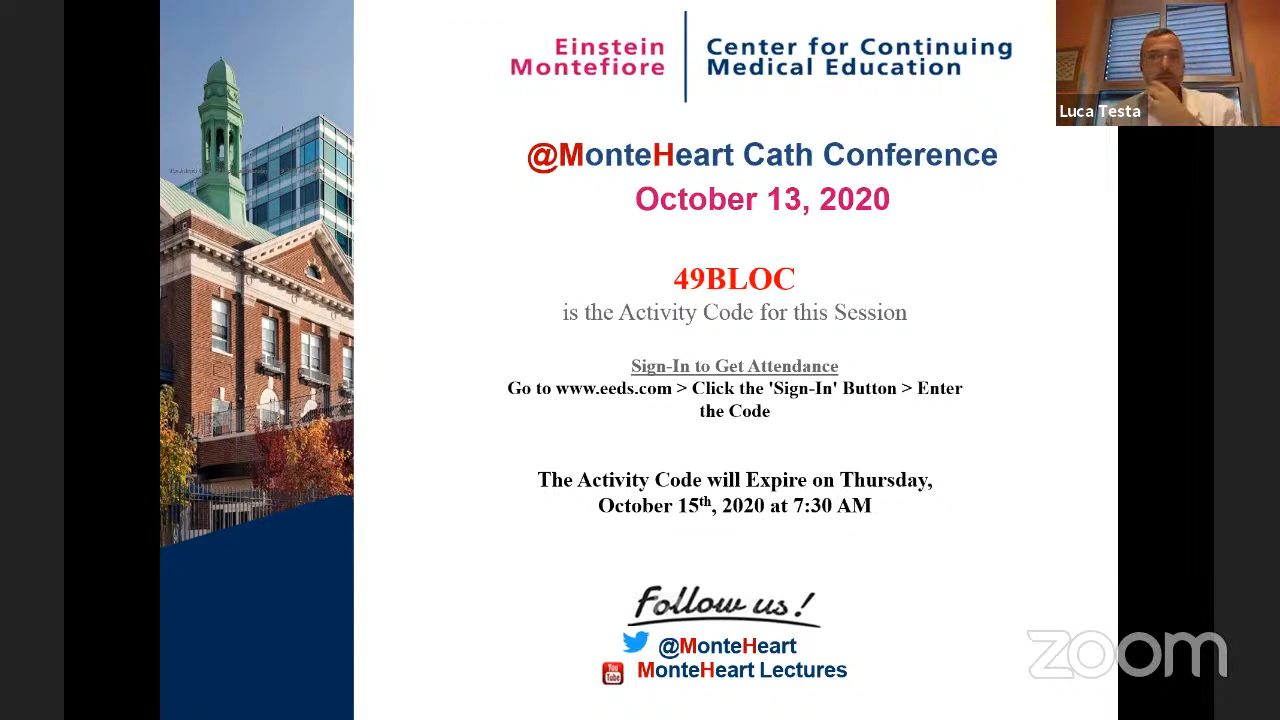 Einstein
Montefiore
Center for Continuing
Medical Education
Luca Testa
@MonteHeart Cath Conference
October 13, 2020
49BLOC
is the Activity Code for this Session
Sign-In to Get Attendance
Go to www.eeds.com > Click the 'Sign-In' Button > Enter
the Code
The Activity Code will Expire on Thursday,
October 15th, 2020 at 7:30 AM
Follow us!
@MonteHeart
You
Tube
MonteHeart Lectures
zoom